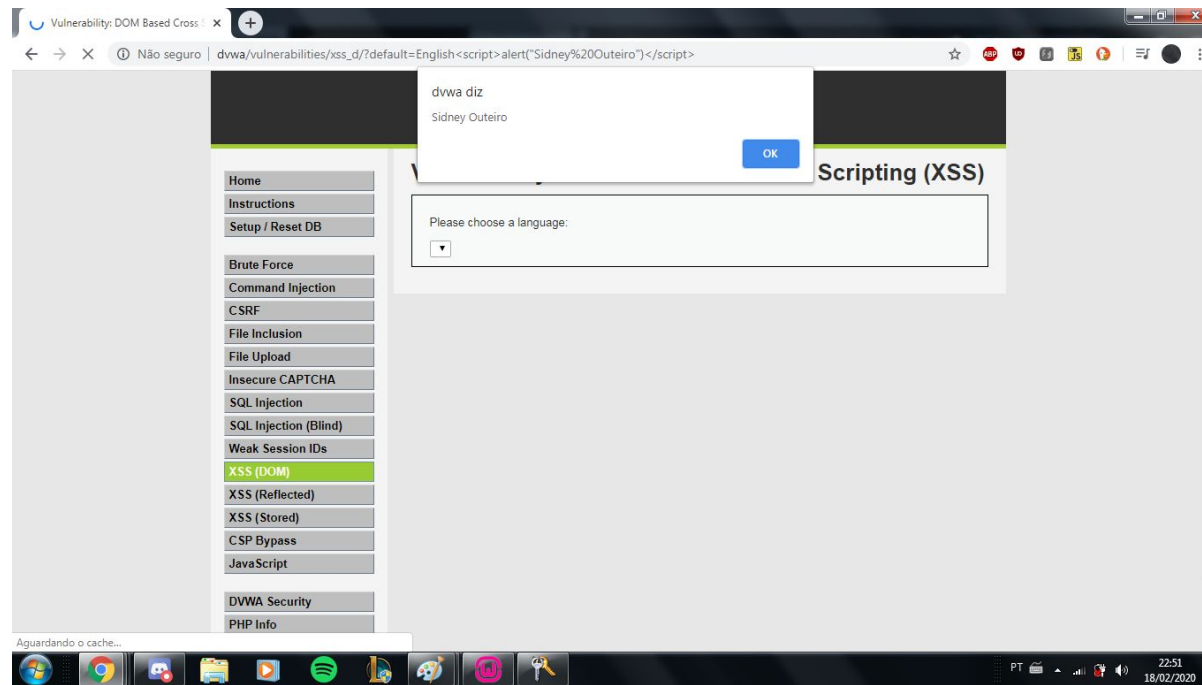 Vulnerability: DOM Based Cross S
Não seguro | dvwa/vulnerabilities/xss_d/?default=English<script>alert("Sidney%20Outeiro")</script>
ABP
JS
dvwa diz
Sidney Outeiro
OK
Scripting (XSS)
Please choose a language:
Home
Instructions
Setup / Reset DB
Brute Force
Command Injection
CSRF
File Inclusion
File Upload
Insecure CAPTCHA
SQL Injection
SQL Injection (Blind)
Weak Session IDs
XSS (DOM)
XSS (Reflected)
XSS (Stored)
CSP Bypass
JavaScript
DVWA Security
PHP Info
Aguardando o cache...
PT
22:51
18/02/2020